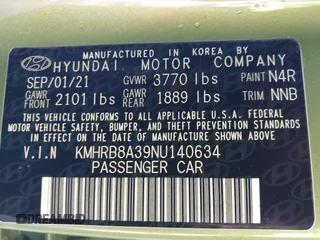 MANUFACTURED IN KOREA BY
HYUNDAI MOTOR COMPANY
SEP/01/21 GVWR 3770 lbs PAINT N4R
GAWR FRONT 2101 lbs GAWR REAR 1889 lbs TRIM NNB
THIS VEHICLE CONFORMS TO ALL APPLICABLE U.S.
FEDERAL MOTOR VEHICLE SAFETY, BUMPER, AND
THEFT PREVENTION STANDARDS IN EFFECT ON
THE DATE OF MANUFACTURE SHOWN ABOVE.
V.I.N KMHRB8A39NU140634
PASSENGER CAR